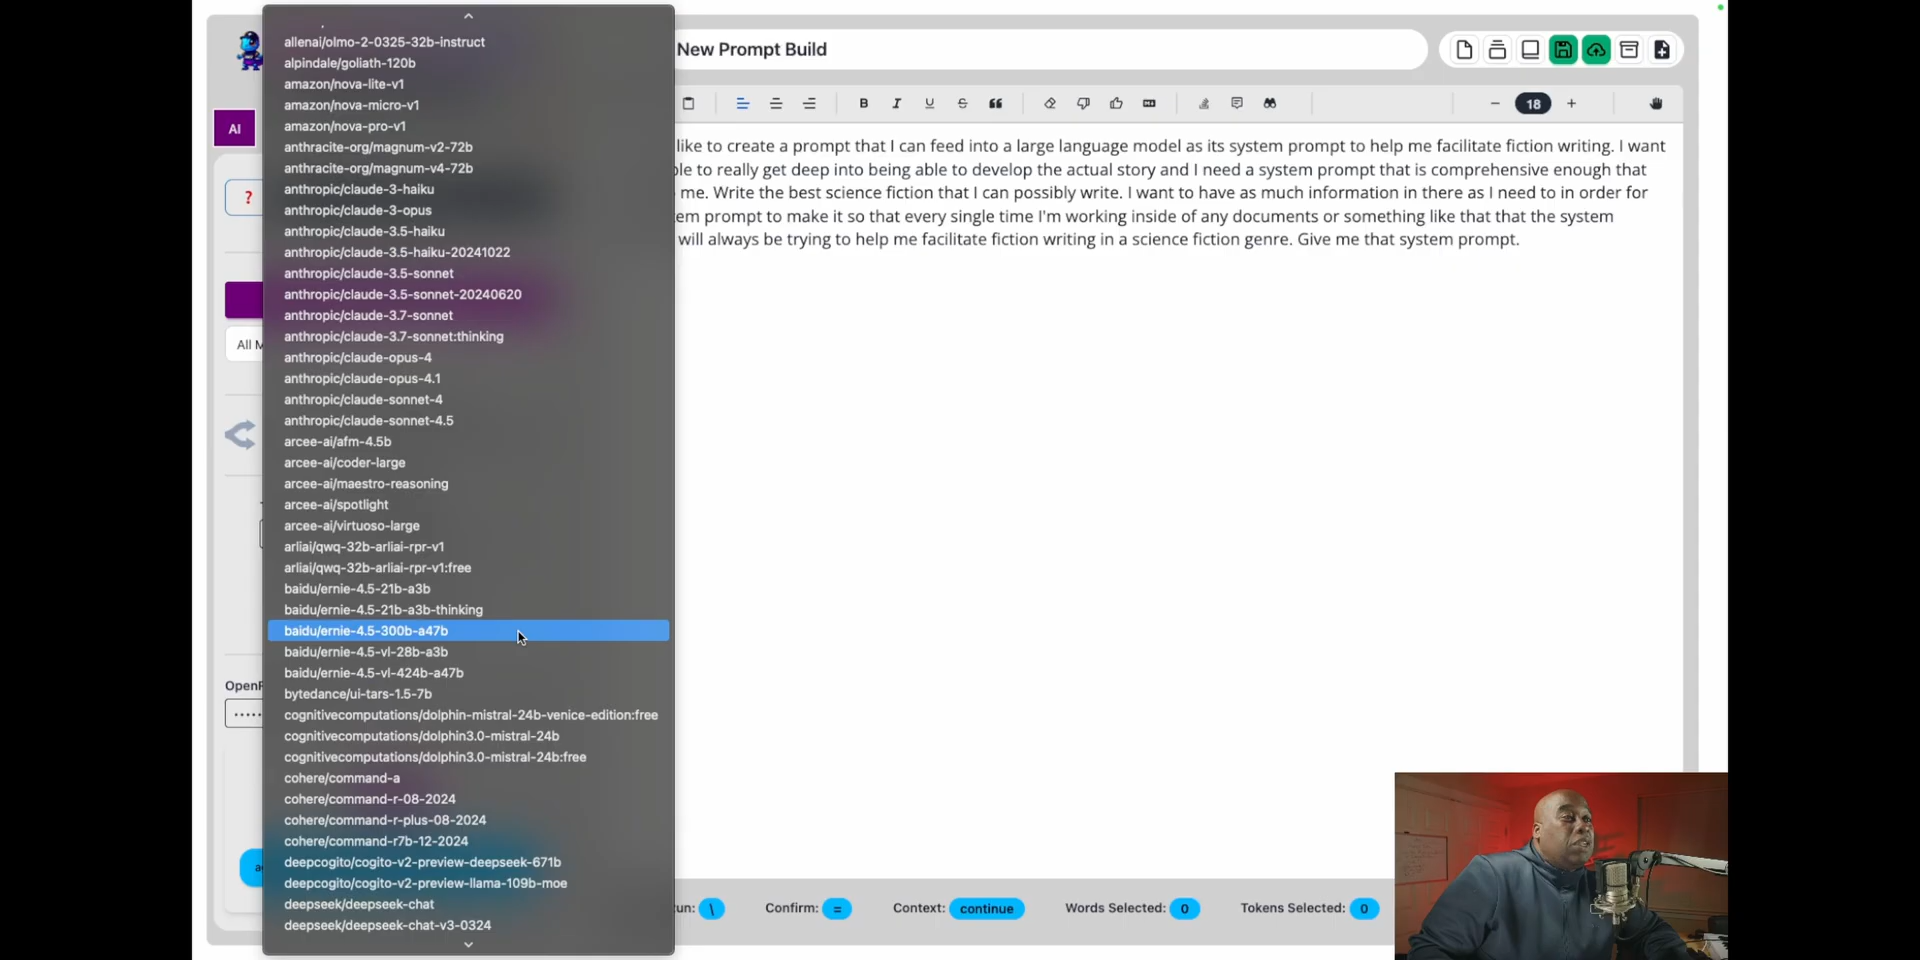 allenai/olmo-2-0325-32b-instruct
alpindale/goliath-120b
amazon/nova-lite-v1
amazon/nova-micro-v1
amazon/nova-pro-v1
anthracite-org/magnum-v2-72b
anthracite-org/magnum-v4-72b
anthropic/claude-3-haiku
anthropic/claude-3-opus
anthropic/claude-3.5-haiku
anthropic/claude-3.5-haiku-20241022
anthropic/claude-3.5-sonnet
anthropic/claude-3.5-sonnet-20240620
anthropic/claude-3.7-sonnet
anthropic/claude-3.7-sonnet:thinking
anthropic/claude-opus-4
anthropic/claude-opus-4.1
anthropic/claude-sonnet-4
anthropic/claude-sonnet-4.5
arcee-ai/afm-4.5b
arcee-ai/coder-large
arcee-ai/maestro-reasoning
arcee-ai/spotlight
arcee-ai/virtuoso-large
arliai/qwq-32b-arliai-rpr-v1
arliai/qwq-32b-arliai-rpr-v1:free
baidu/ernie-4.5-21b-a3b
baidu/ernie-4.5-21b-a3b-thinking
baidu/ernie-4.5-300b-a47b
baidu/ernie-4.5-vl-28b-a3b
baidu/ernie-4.5-vl-424b-a47b
bytedance/ui-tars-1.5-7b
cognitivecomputations/dolphin-mistral-24b-venice-edition:free
cognitivecomputations/dolphin3.0-mistral-24b
cognitivecomputations/dolphin3.0-mistral-24b:free
cohere/command-a
cohere/command-r-08-2024
cohere/command-r-plus-08-2024
cohere/command-r7b-12-2024
deepcogito/cogito-v2-preview-deepseek-671b
deepcogito/cogito-v2-preview-llama-109b-moe
deepseek/deepseek-chat
deepseek/deepseek-chat-v3-0324
AI
?
All M
OpenR
New Prompt Build
B I U S 18
like to create a prompt that I can feed into a large language model as its system prompt to help me facilitate fiction writing. I want
to really get deep into being able to develop the actual story and I need a system prompt that is comprehensive enough that
me. Write the best science fiction that I can possibly write. I want to have as much information in there as I need to in order for
prompt to make it so that every single time I'm working inside of any documents or something like that that the system
will always be trying to help me facilitate fiction writing in a science fiction genre. Give me that system prompt.
un: \ Confirm: = Context: continue Words Selected: 0 Tokens Selected: 0